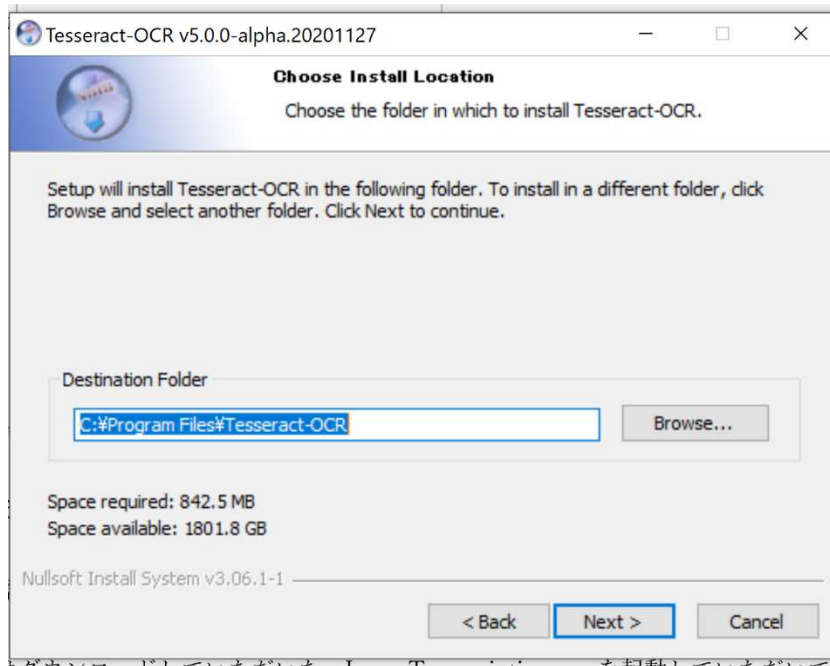 Tesseract-OCR v5.0.0-alpha.20201127
Choose Install Location
Choose the folder in which to install Tesseract-OCR.
Setup will install Tesseract-OCR in the following folder. To install in a different folder, click
Browse and select another folder. Click Next to continue.
Destination Folder
C:¥Program Files¥Tesseract-OCR
Browse...
Space required: 842.5 MB
Space available: 1801.8 GB
Nullsoft Install System v3.06.1-1
< Back
Next >
Cancel